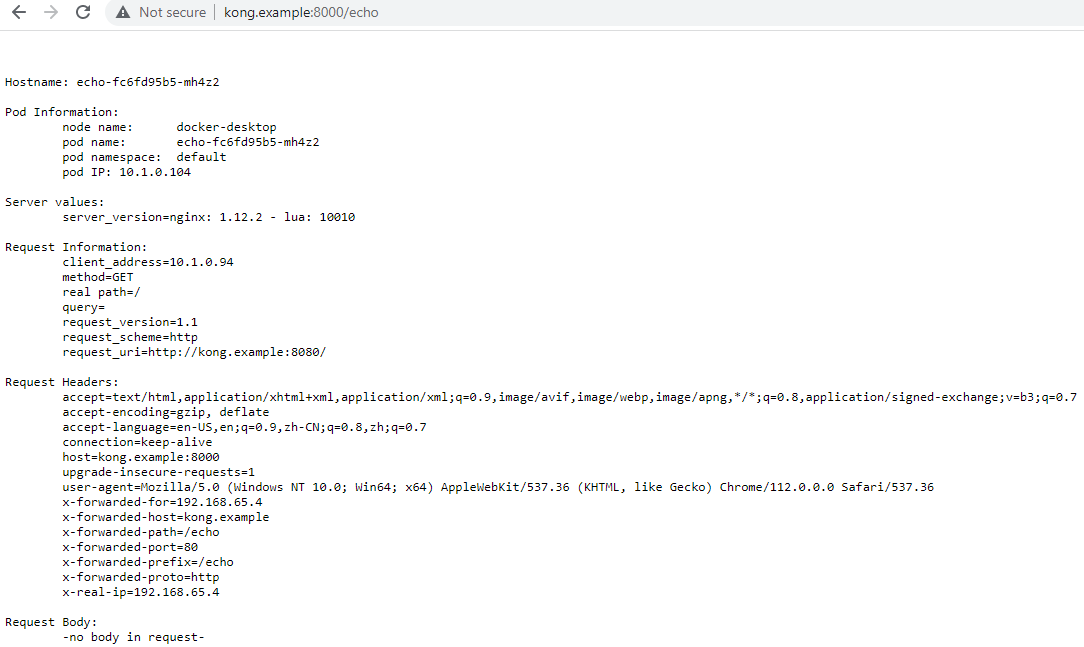 Not secure | kong.example:8000/echo
Hostname: echo-fc6fd95b5-mh4z2
Pod Information:
node name: docker-desktop
pod name: echo-fc6fd95b5-mh4z2
pod namespace: default
pod IP: 10.1.0.104
Server values:
server_version=nginx: 1.12.2 - lua: 10010
Request Information:
client_address=10.1.0.94
method=GET
real path=/
query=
request_version=1.1
request_scheme=http
request_uri=http://kong.example:8080/
Request Headers:
accept=text/html,application/xhtml+xml,application/xml;q=0.9,image/avif,image/webp,image/apng,*/*;q=0.8,application/signed-exchange;v=b3;q=0.7
accept-encoding=gzip, deflate
accept-language=en-US,en;q=0.9,zh-CN;q=0.8,zh;q=0.7
connection=keep-alive
host=kong.example:8000
upgrade-insecure-requests=1
user-agent=Mozilla/5.0 (Windows NT 10.0; Win64; x64) AppleWebKit/537.36 (KHTML, like Gecko) Chrome/112.0.0.0 Safari/537.36
x-forwarded-for=192.168.65.4
x-forwarded-host=kong.example
x-forwarded-path=/echo
x-forwarded-port=80
x-forwarded-prefix=/echo
x-forwarded-proto=http
x-real-ip=192.168.65.4
Request Body:
-no body in request-